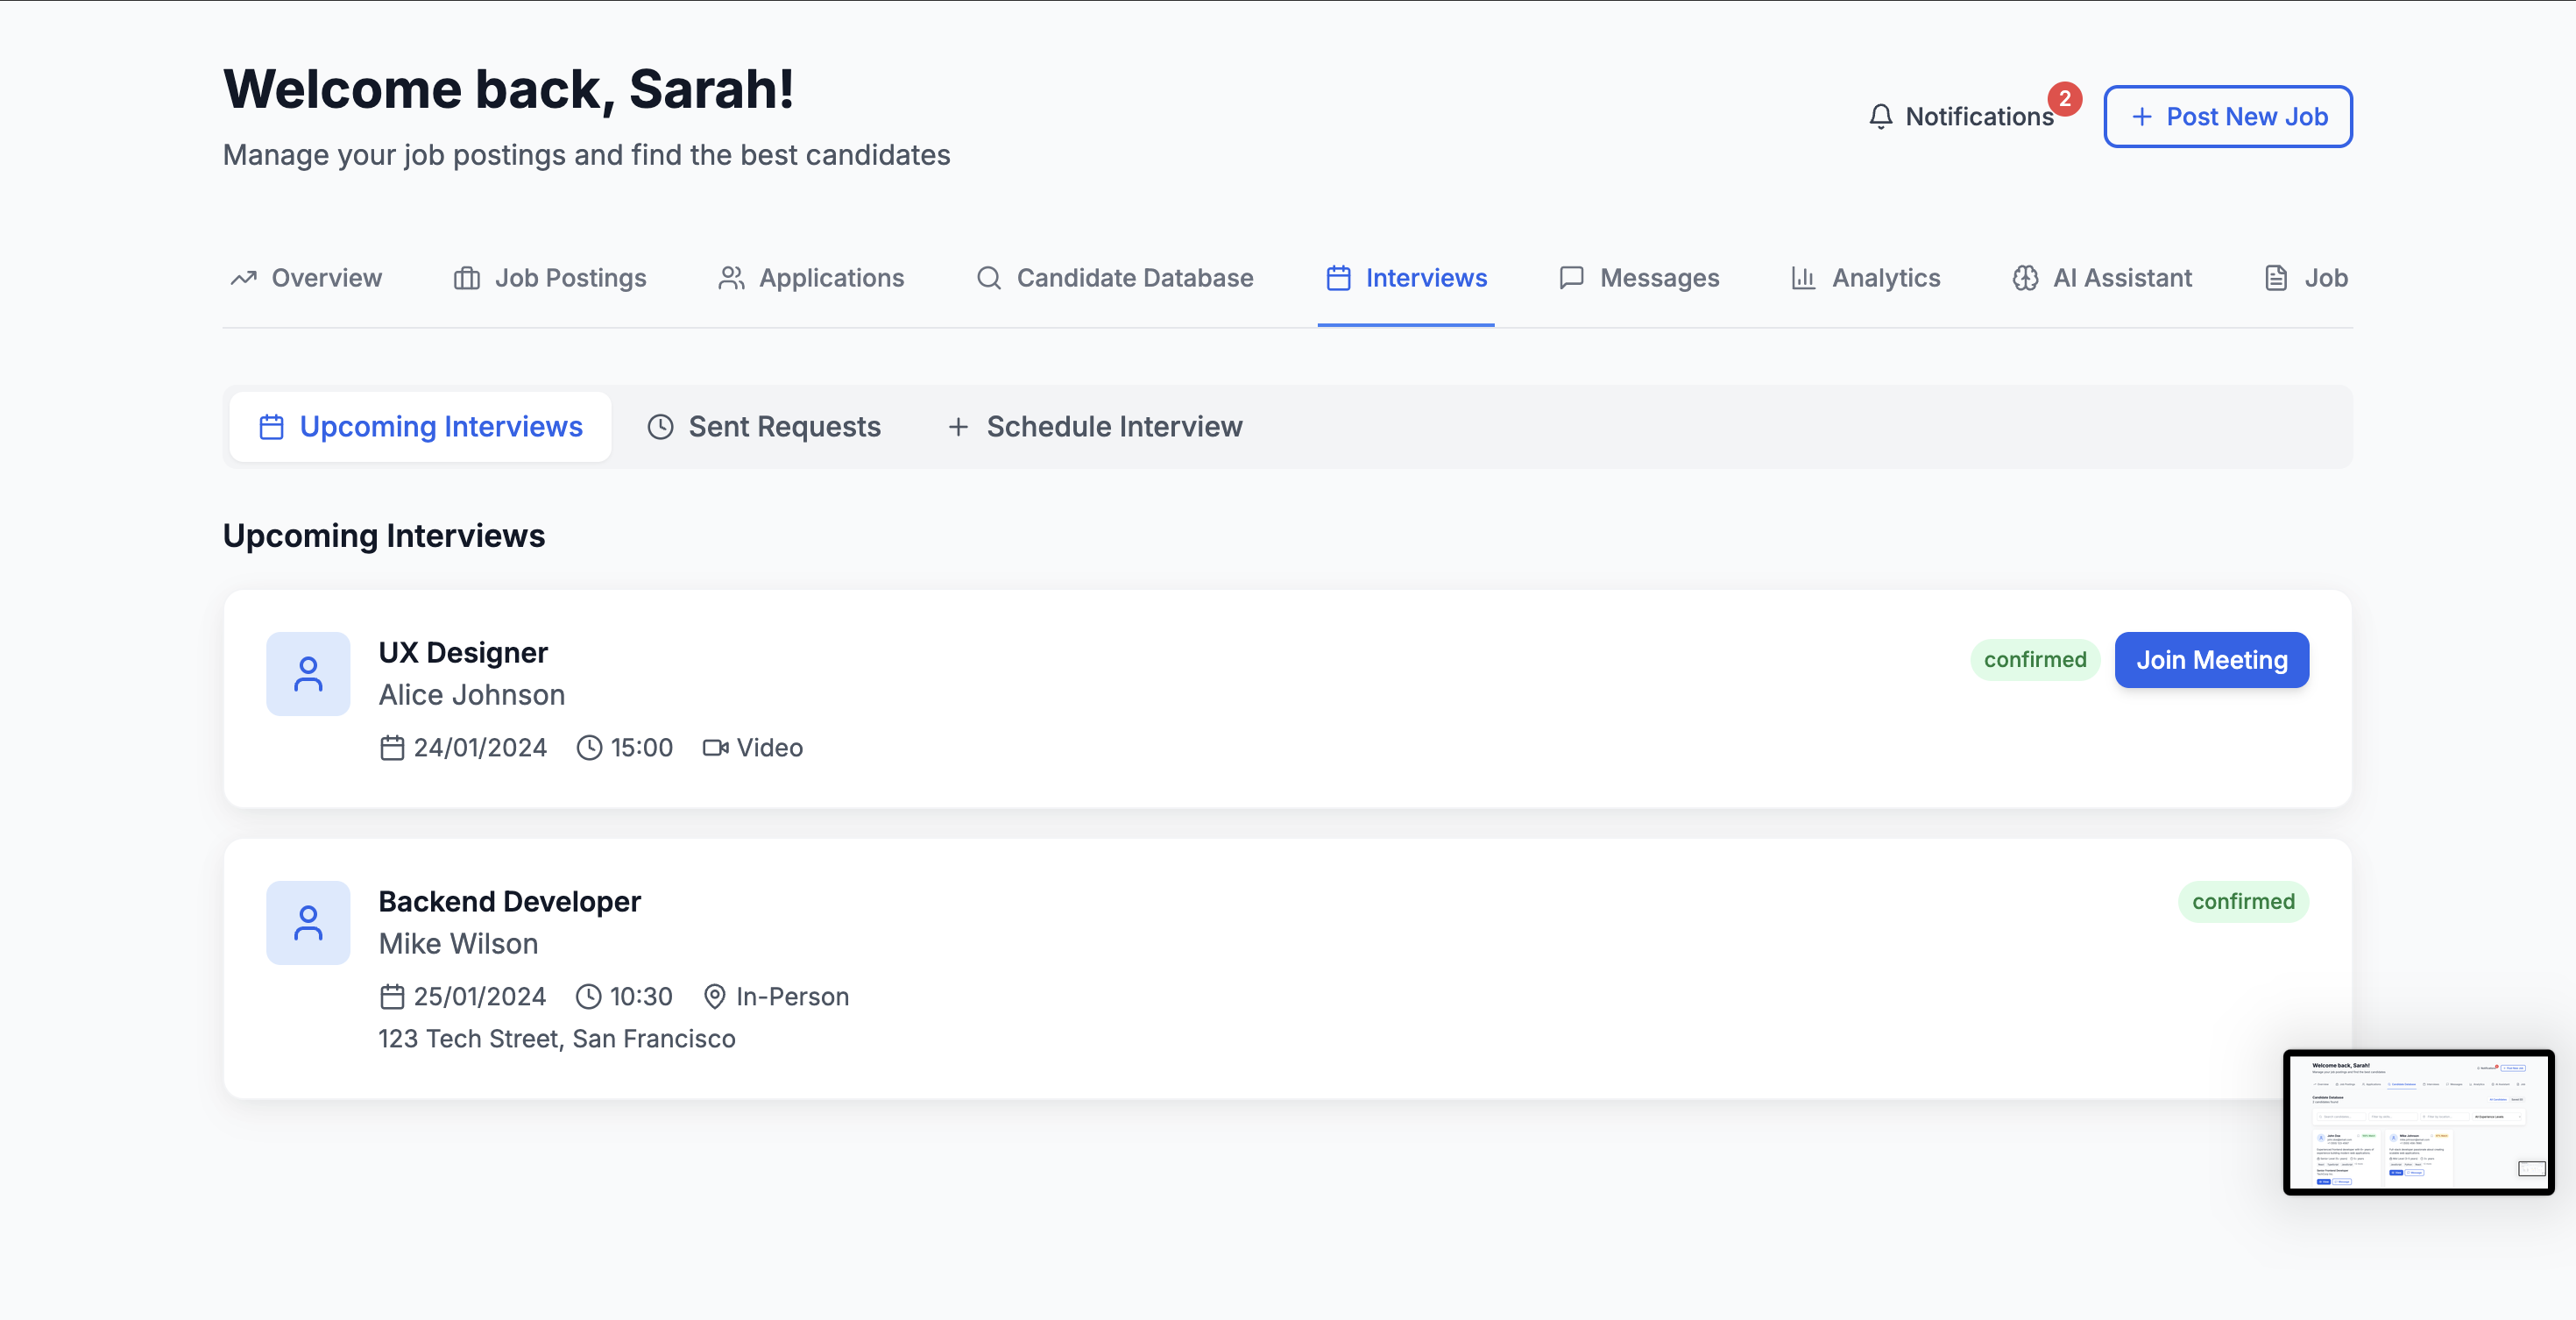 Welcome back, Sarah!
Manage your job postings and find the best candidates
Notifications 2
Post New Job
Overview Job Postings Applications Candidate Database Interviews Messages Analytics AI Assistant Job
Upcoming Interviews Sent Requests Schedule Interview
Upcoming Interviews
UX Designer
Alice Johnson
24/01/2024 15:00 Video
confirmed Join Meeting
Backend Developer
Mike Wilson
25/01/2024 10:30 In-Person
123 Tech Street, San Francisco
confirmed
Welcome back, Sarah!